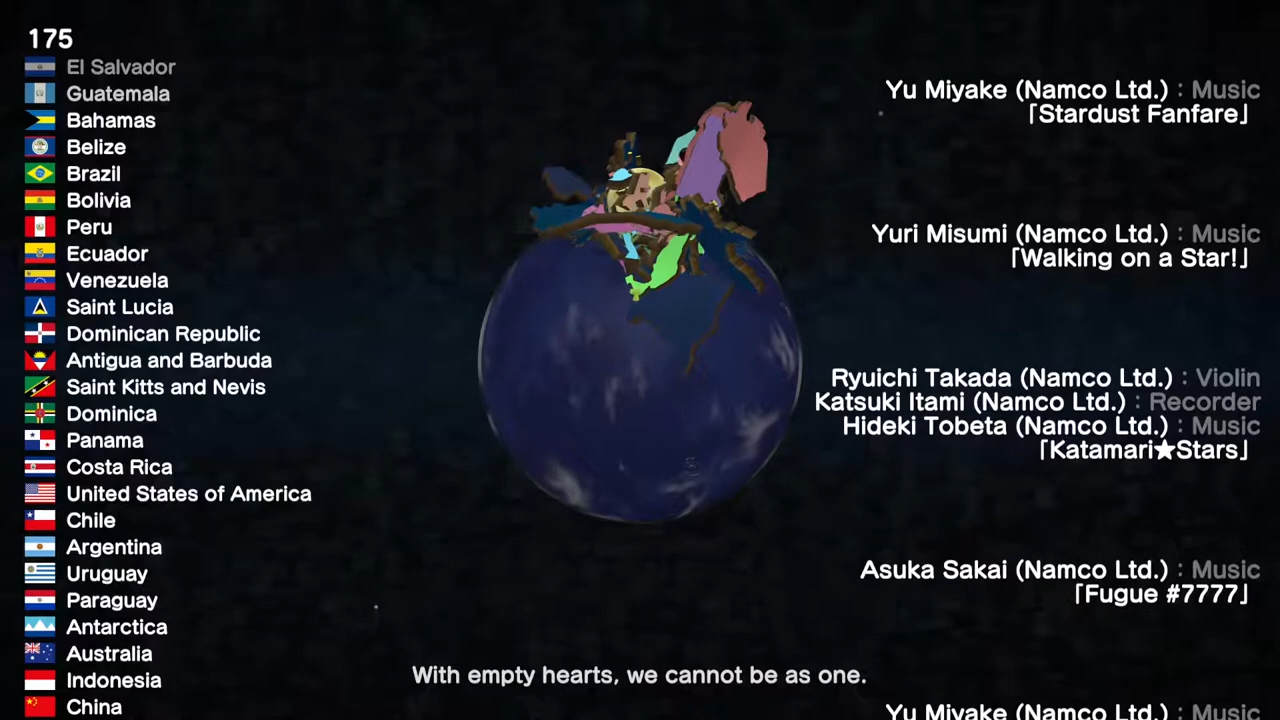 175
El Salvador
Guatemala
Bahamas
Belize
Brazil
Bolivia
Peru
Ecuador
Venezuela
Saint Lucia
Dominican Republic
Antigua and Barbuda
Saint Kitts and Nevis
Dominica
Panama
Costa Rica
United States of America
Chile
Argentina
Uruguay
Paraguay
Antarctica
Australia
Indonesia
China
Yu Miyake (Namco Ltd.) : Music
「Stardust Fanfare」
Yuri Misumi (Namco Ltd.) : Music
「Walking on a Star!」
Ryuichi Takada (Namco Ltd.) : Violin
Katsuki Itami (Namco Ltd.) : Recorder
Hideki Tobeta (Namco Ltd.) : Music
「Katamari★Stars」
Asuka Sakai (Namco Ltd.) : Music
「Fugue #7777」
Yu Miyake (Namco Ltd.) : Music
With empty hearts, we cannot be as one.